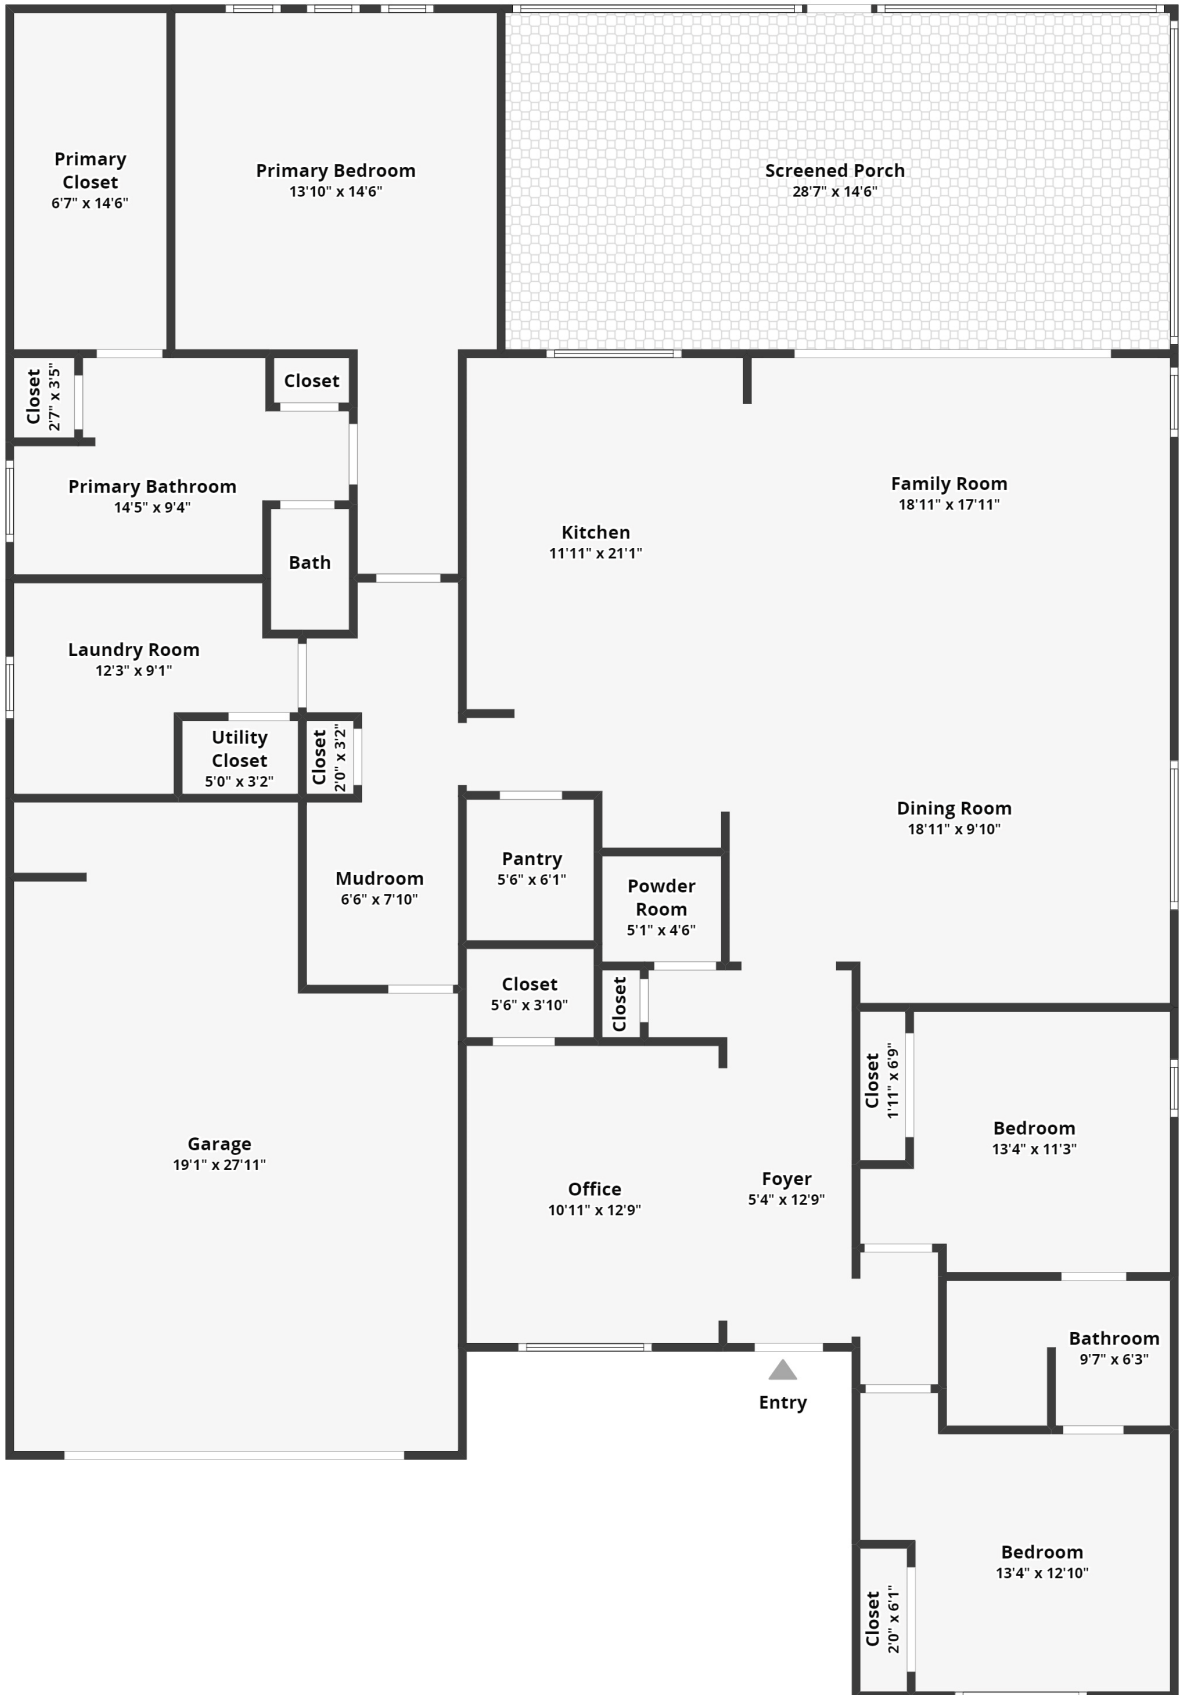 Primary
Closet
6'7" x 14'6"
Primary Bedroom
13'10" x 14'6"
Screened Porch
28'7" x 14'6"
Closet
2'7" x 3'5"
Closet
Primary Bathroom
14'5" x 9'4"
Family Room
18'11" x 17'11"
Kitchen
11'11" x 21'1"
Bath
Laundry Room
12'3" x 9'1"
Utility
Closet
5'0" x 3'2"
Closet
2'0" x 3'2"
Dining Room
18'11" x 9'10"
Pantry
5'6" x 6'1"
Mudroom
6'6" x 7'10"
Powder
Room
5'1" x 4'6"
Closet
5'6" x 3'10"
Closet
Closet
1'11" x 6'9"
Bedroom
13'4" x 11'3"
Garage
19'1" x 27'11"
Office
10'11" x 12'9"
Foyer
5'4" x 12'9"
Bathroom
9'7" x 6'3"
Entry
Bedroom
13'4" x 12'10"
Closet
2'0" x 6'1"